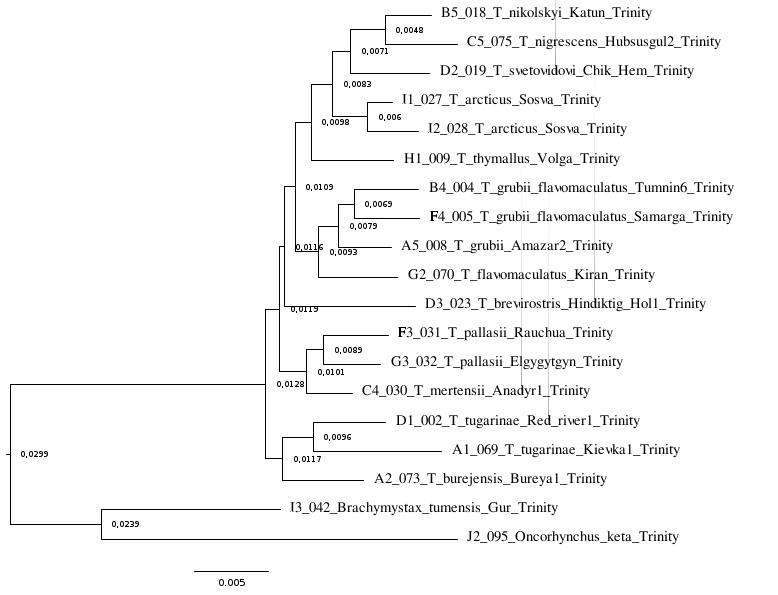 B5_018_T_nikolskyi_Katun_Trinity
0,0048
C5_075_T_nigrescens_Hubsusgul2_Trinity
0,0071
D2_019_T_svetovidovi_Chik_Hem_Trinity
0,0083
I1_027_T_arcticus_Sosva_Trinity
0,006
0,0098
I2_028_T_arcticus_Sosva_Trinity
H1_009_T_thymallus_Volga_Trinity
0,0109
B4_004_T_grubii_flavomaculatus_Tumnin6_Trinity
0,0069
F4_005_T_grubii_flavomaculatus_Samarga_Trinity
0,0079
A5_008_T_grubii_Amazar2_Trinity
0,0116
0,0093
G2_070_T_flavomaculatus_Kiran_Trinity
D3_023_T_brevirostris_Hindiktig_Hol1_Trinity
0,0119
F3_031_T_pallasii_Rauchua_Trinity
0,0089
G3_032_T_pallasii_Elgygytgyn_Trinity
0,0101
0,0128
C4_030_T_mertensii_Anadyr1_Trinity
D1_002_T_tugarinae_Red_river1_Trinity
0,0096
A1_069_T_tugarinae_Kievka1_Trinity
0,0299
0,0117
A2_073_T_burejensis_Bureya1_Trinity
I3_042_Brachymystax_tumensis_Gur_Trinity
0,0239
J2_095_Oncorhynchus_keta_Trinity
0.005